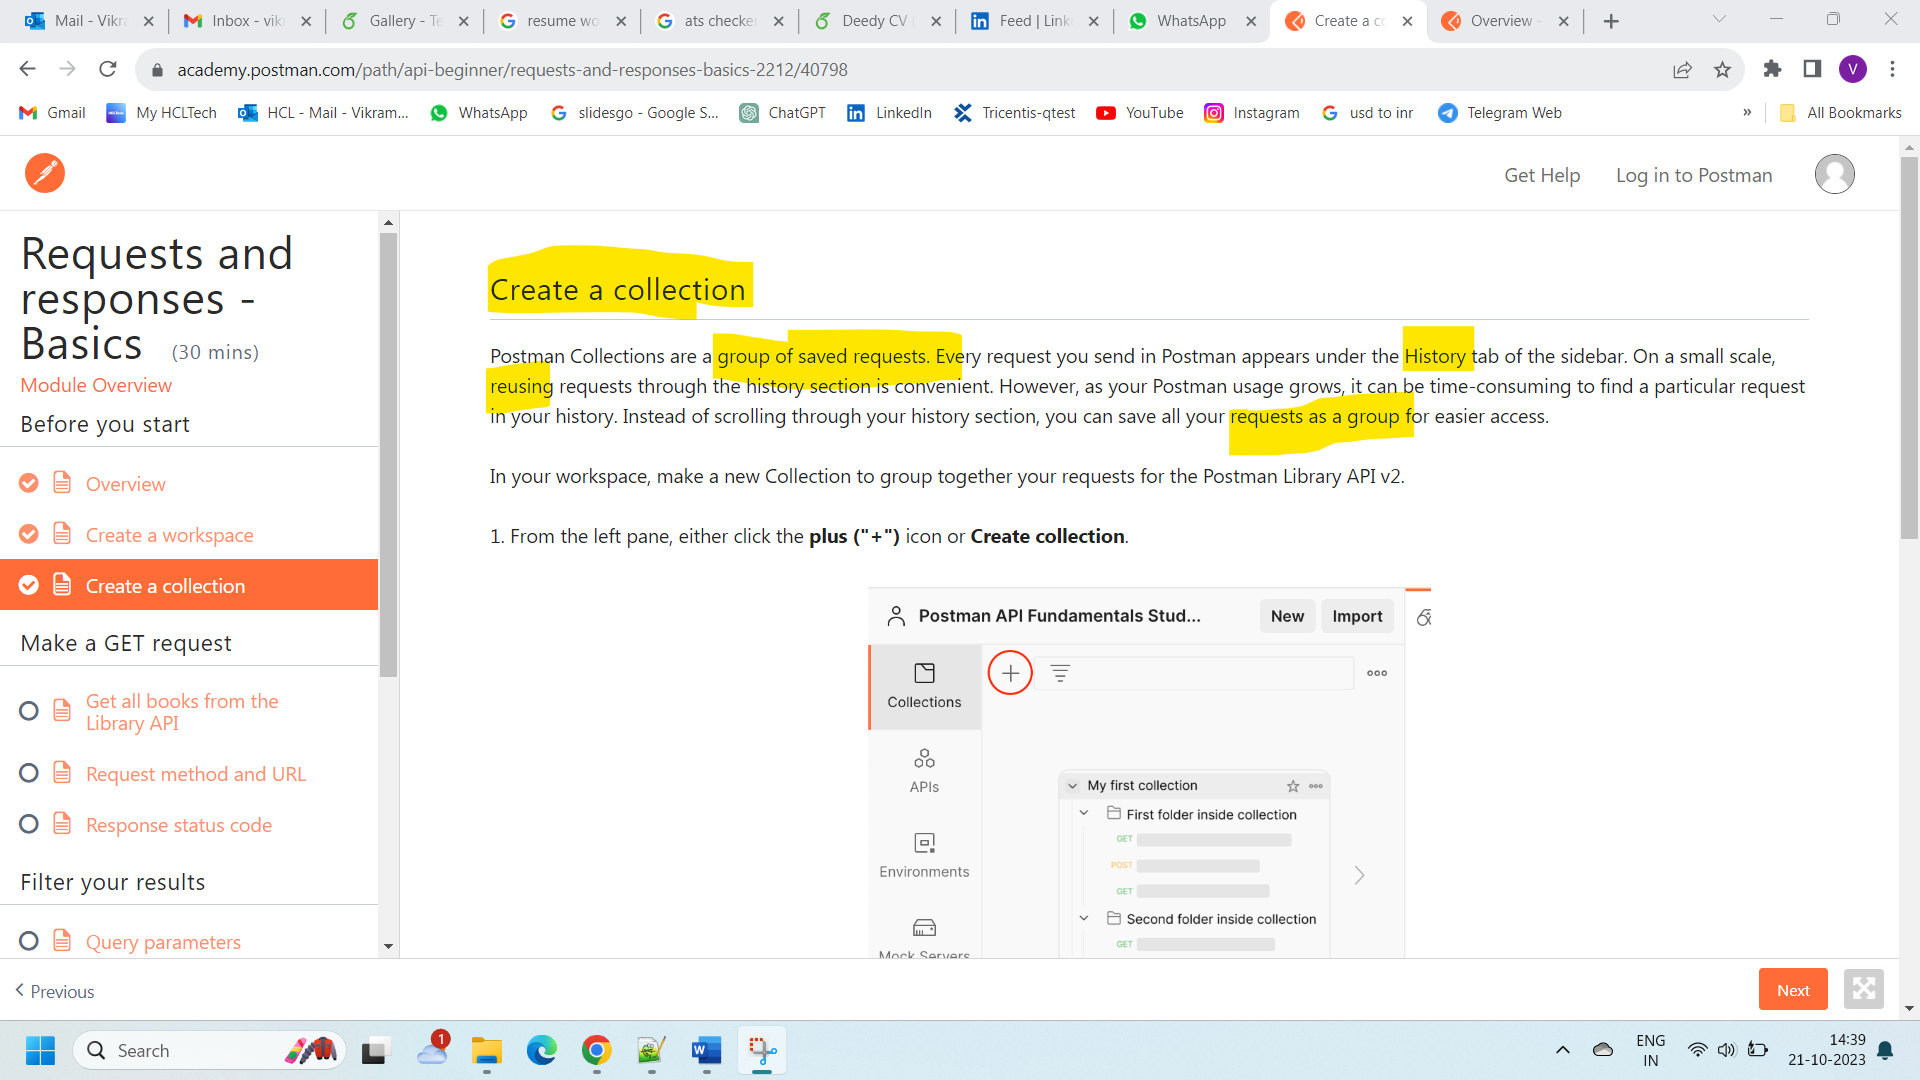 Mail - Vikra
Inbox - vik
Gallery - Te
resume wo
ats checke
Deedy CV
Feed | Link
WhatsApp
Create a co
Overview -
academy.postman.com/path/api-beginner/requests-and-responses-basics-2212/40798
V
Gmail
My HCLTech
HCL - Mail - Vikram...
WhatsApp
slidesgo - Google S...
ChatGPT
LinkedIn
Tricentis-qtest
YouTube
Instagram
usd to inr
Telegram Web
»
All Bookmarks
Get Help
Log in to Postman
Requests and
responses -
Basics (30 mins)
Module Overview
Before you start
Overview
Create a workspace
Create a collection
Make a GET request
Get all books from the
Library API
Request method and URL
Response status code
Filter your results
Query parameters
Create a collection
Postman Collections are a group of saved requests. Every request you send in Postman appears under the History tab of the sidebar. On a small scale,
reusing requests through the history section is convenient. However, as your Postman usage grows, it can be time-consuming to find a particular request
in your history. Instead of scrolling through your history section, you can save all your requests as a group for easier access.
In your workspace, make a new Collection to group together your requests for the Postman Library API v2.
1. From the left pane, either click the plus ("+") icon or Create collection.
Postman API Fundamentals Stud...
New
Import
Collections
APIs
Environments
Mock Servers
My first collection
First folder inside collection
GET
POST
GET
Second folder inside collection
GET
Previous
Next
Search
1
ENG
IN
14:39
21-10-2023